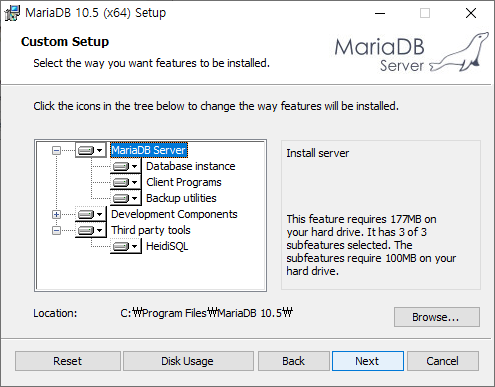 MariaDB 10.5 (x64) Setup
Custom Setup
Select the way you want features to be installed.
MariaDB
Server
Click the icons in the tree below to change the way features will be installed.
MariaDB Server
Database instance
Client Programs
Backup utilities
Development Components
Third party tools
HeidiSQL
Install server
This feature requires 177MB on
your hard drive. It has 3 of 3
subfeatures selected. The
subfeatures require 100MB on your
hard drive.
Location: C:₩Program Files₩MariaDB 10.5₩
Browse...
Reset Disk Usage Back Next Cancel